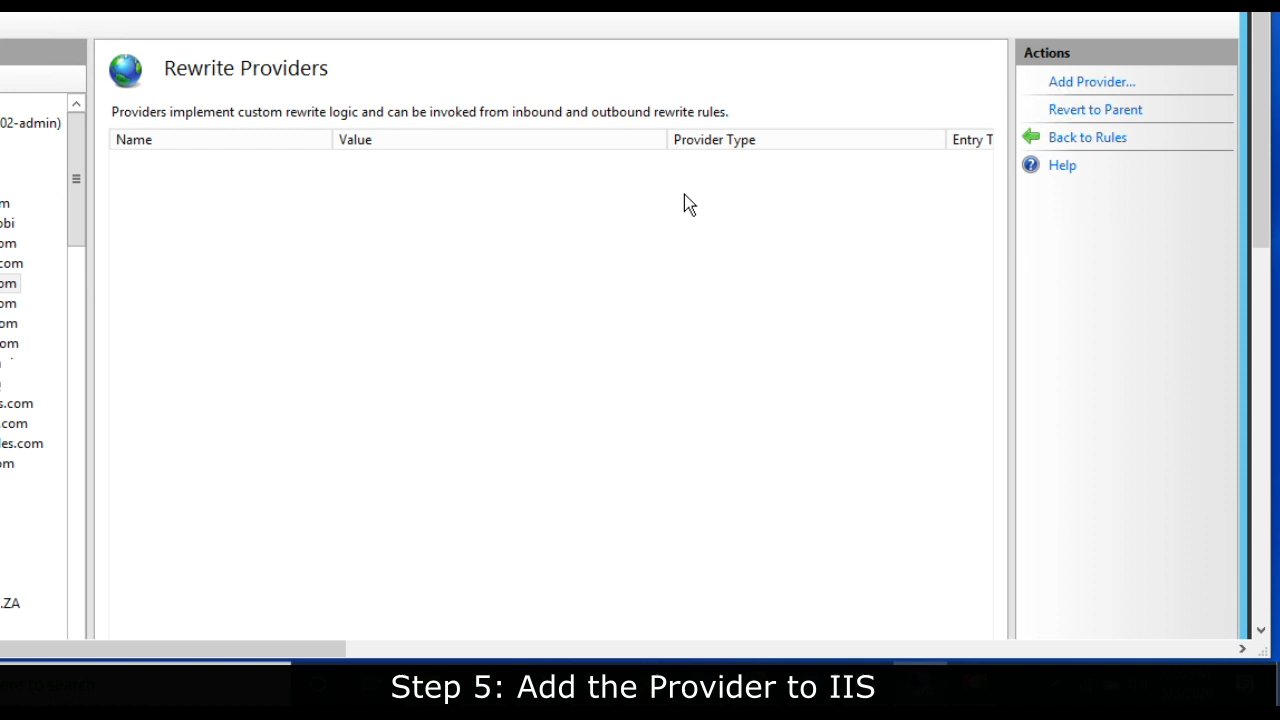 Rewrite Providers
Providers implement custom rewrite logic and can be invoked from inbound and outbound rewrite rules.
Name Value Provider Type Entry T
02-admin)
m
obi
om
.com
om
om
om
om
s.com
.com
les.com
om
.ZA
Actions
Add Provider...
Revert to Parent
Back to Rules
Help
Step 5: Add the Provider to IIS